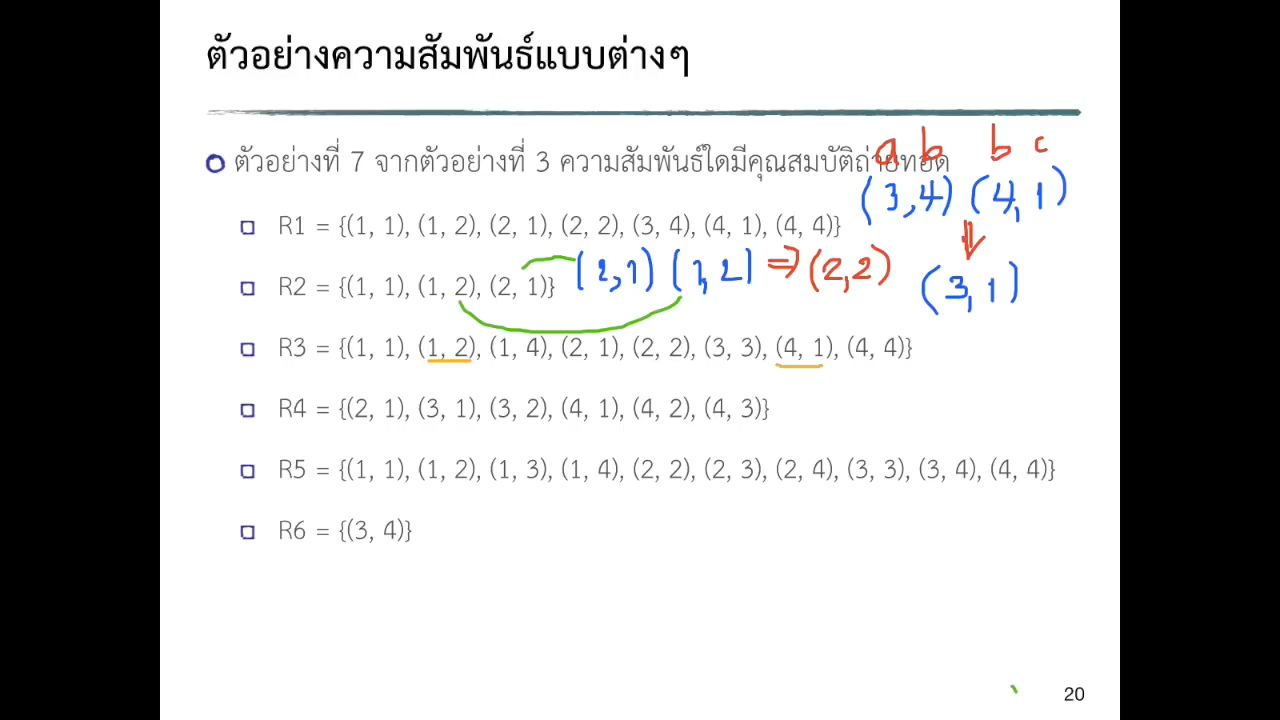 ตัวอย่างความสัมพันธ์แบบต่างๆ
a b b c
ตัวอย่างที่ 7 จากตัวอย่างที่ 3 ความสัมพันธ์ใดมีคุณสมบัติถ่ายทอด
(3,4) (4,1)
R1 = {(1, 1), (1, 2), (2, 1), (2, 2), (3, 4), (4, 1), (4, 4)}
(2,1) (1,2) ⇒ (2,2)
R2 = {(1, 1), (1, 2), (2, 1)}
(3,1)
R3 = {(1, 1), (1, 2), (1, 4), (2, 1), (2, 2), (3, 3), (4, 1), (4, 4)}
R4 = {(2, 1), (3, 1), (3, 2), (4, 1), (4, 2), (4, 3)}
R5 = {(1, 1), (1, 2), (1, 3), (1, 4), (2, 2), (2, 3), (2, 4), (3, 3), (3, 4), (4, 4)}
R6 = {(3, 4)}
20